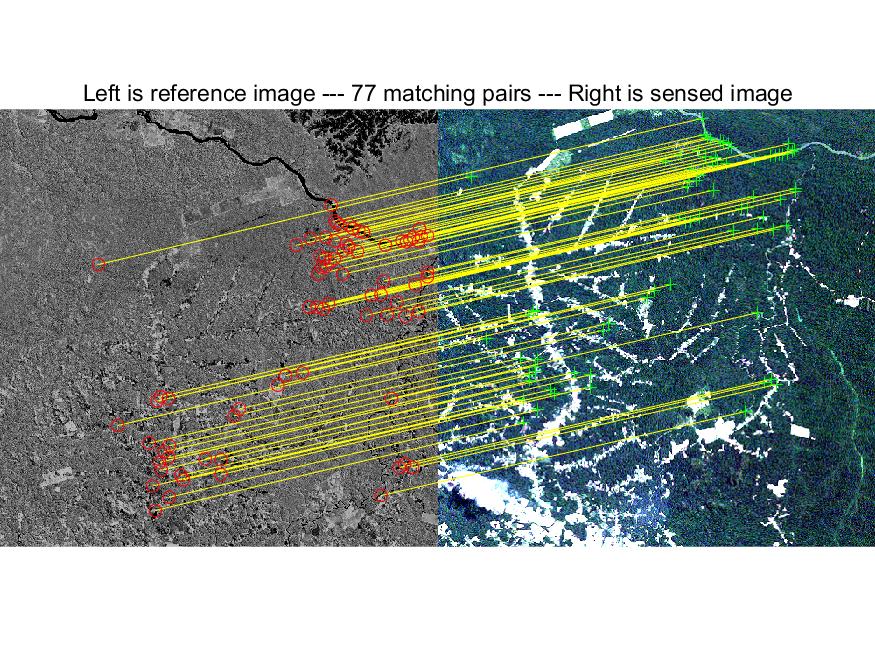 Left is reference image --- 77 matching pairs --- Right is sensed image